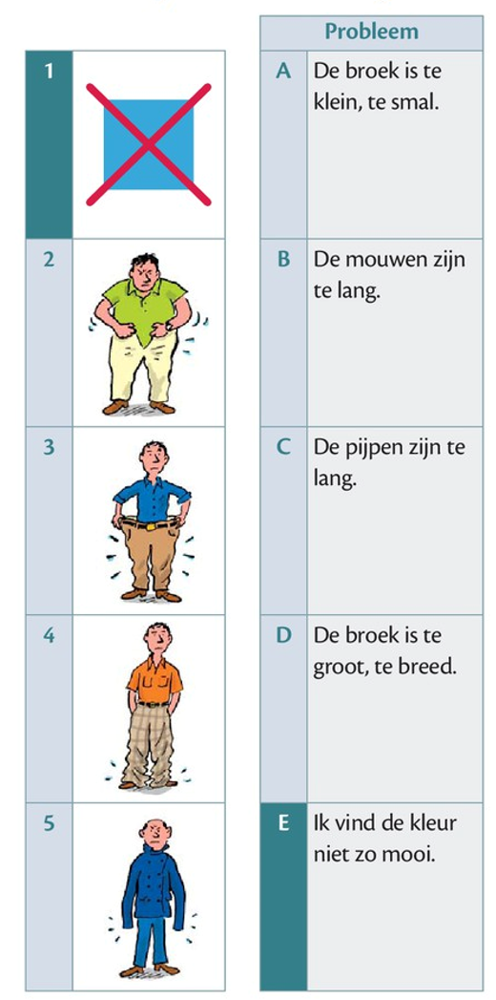 Probleem
1
A De broek is te
klein, te smal.
2
B De mouwen zijn
te lang.
3
C De pijpen zijn te
lang.
4
D De broek is te
groot, te breed.
5
E Ik vind de kleur
niet zo mooi.